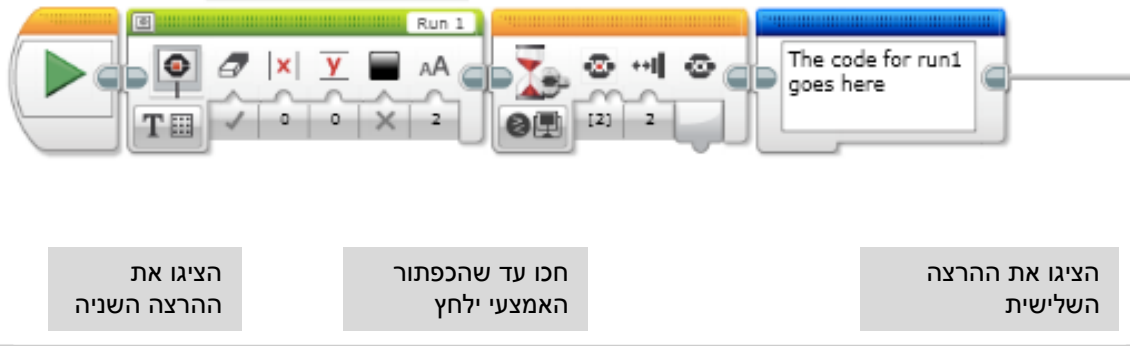 Run 1
x y AA
T 0 0 2 [2] 2
The code for run1
goes here
הציגו את
ההרצה השניה
חכו עד שהכפתור
האמצעי ילחץ
הציגו את ההרצה
השלישית